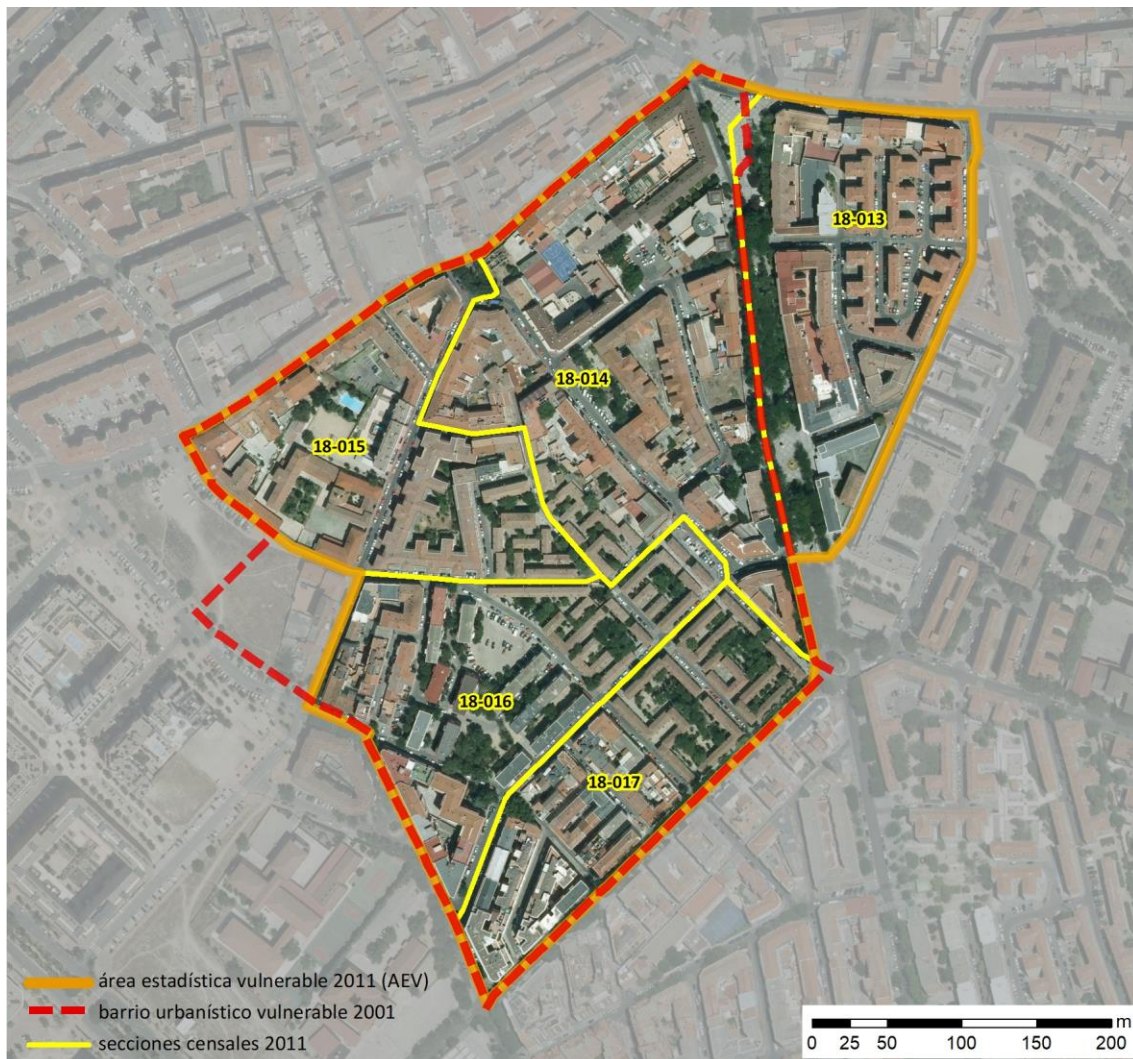 18-013
18-014
18-015
18-016
18-017
área estadística vulnerable 2011 (AEV)
barrio urbanístico vulnerable 2001
secciones censales 2011
m
0 25 50 100 150 200